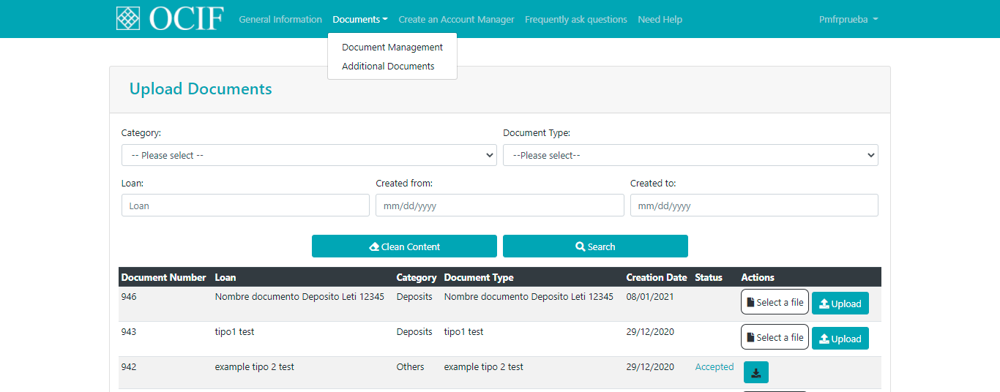 OCIF General Information Documents Create an Account Manager Frequently ask questions Need Help Pmfrprueba
Document Management
Additional Documents
Upload Documents
Category: Document Type:
-- Please select -- --Please select--
Loan: Created from: Created to:
Loan mm/dd/yyyy mm/dd/yyyy
Clean Content Search
Document Number Loan Category Document Type Creation Date Status Actions
946 Nombre documento Deposito Leti 12345 Deposits Nombre documento Deposito Leti 12345 08/01/2021 Select a file Upload
943 tipo1 test Deposits tipo1 test 29/12/2020 Select a file Upload
942 example tipo 2 test Others example tipo 2 test 29/12/2020 Accepted